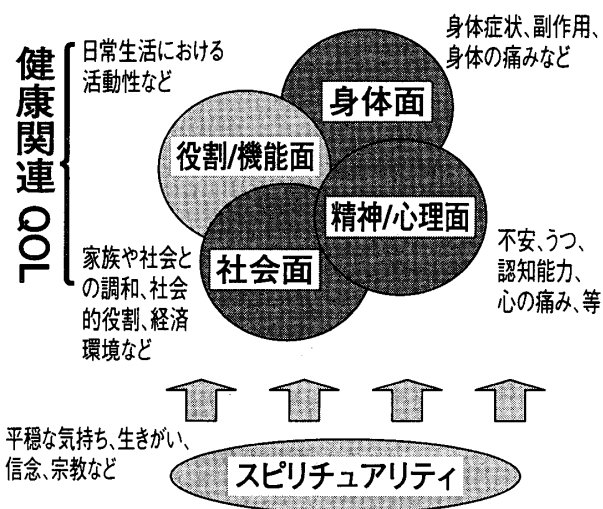 健康関連QOL
日常生活における
活動性など
身体症状、副作用、
身体の痛みなど
身体面
役割/機能面
精神/心理面
社会面
不安、うつ、
認知能力、
心の痛み、等
家族や社会と
の調和、社会
的役割、経済
環境など
平穏な気持ち、生きがい、
信念、宗教など
スピリチュアリティ